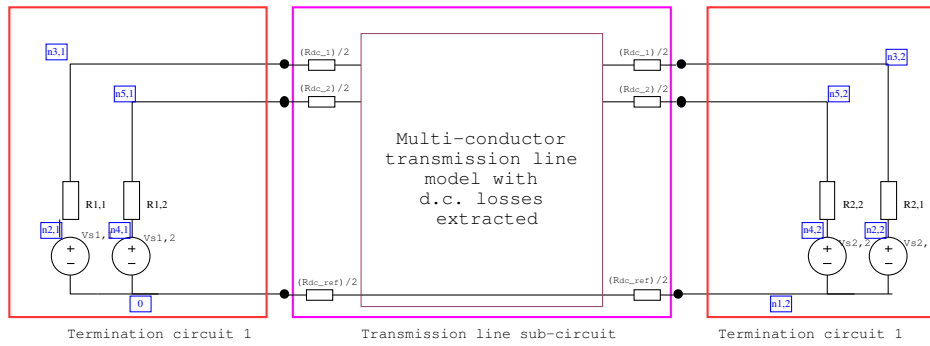 n3,1
(Rdc_1)/2
(Rdc_1)/2
n3,2
n5,1
(Rdc_2)/2
(Rdc_2)/2
n5,2
Multi-conductor
transmission line
model with
d.c. losses
extracted
R1,1
R1,2
R2,2
R2,1
n2,1
Vs1,
n4,1
Vs1,2
n4,2
Vs2,2
n2,2
Vs2,
(Rdc_ref)/2
(Rdc_ref)/2
0
n1,2
Termination circuit 1
Transmission line sub-circuit
Termination circuit 1